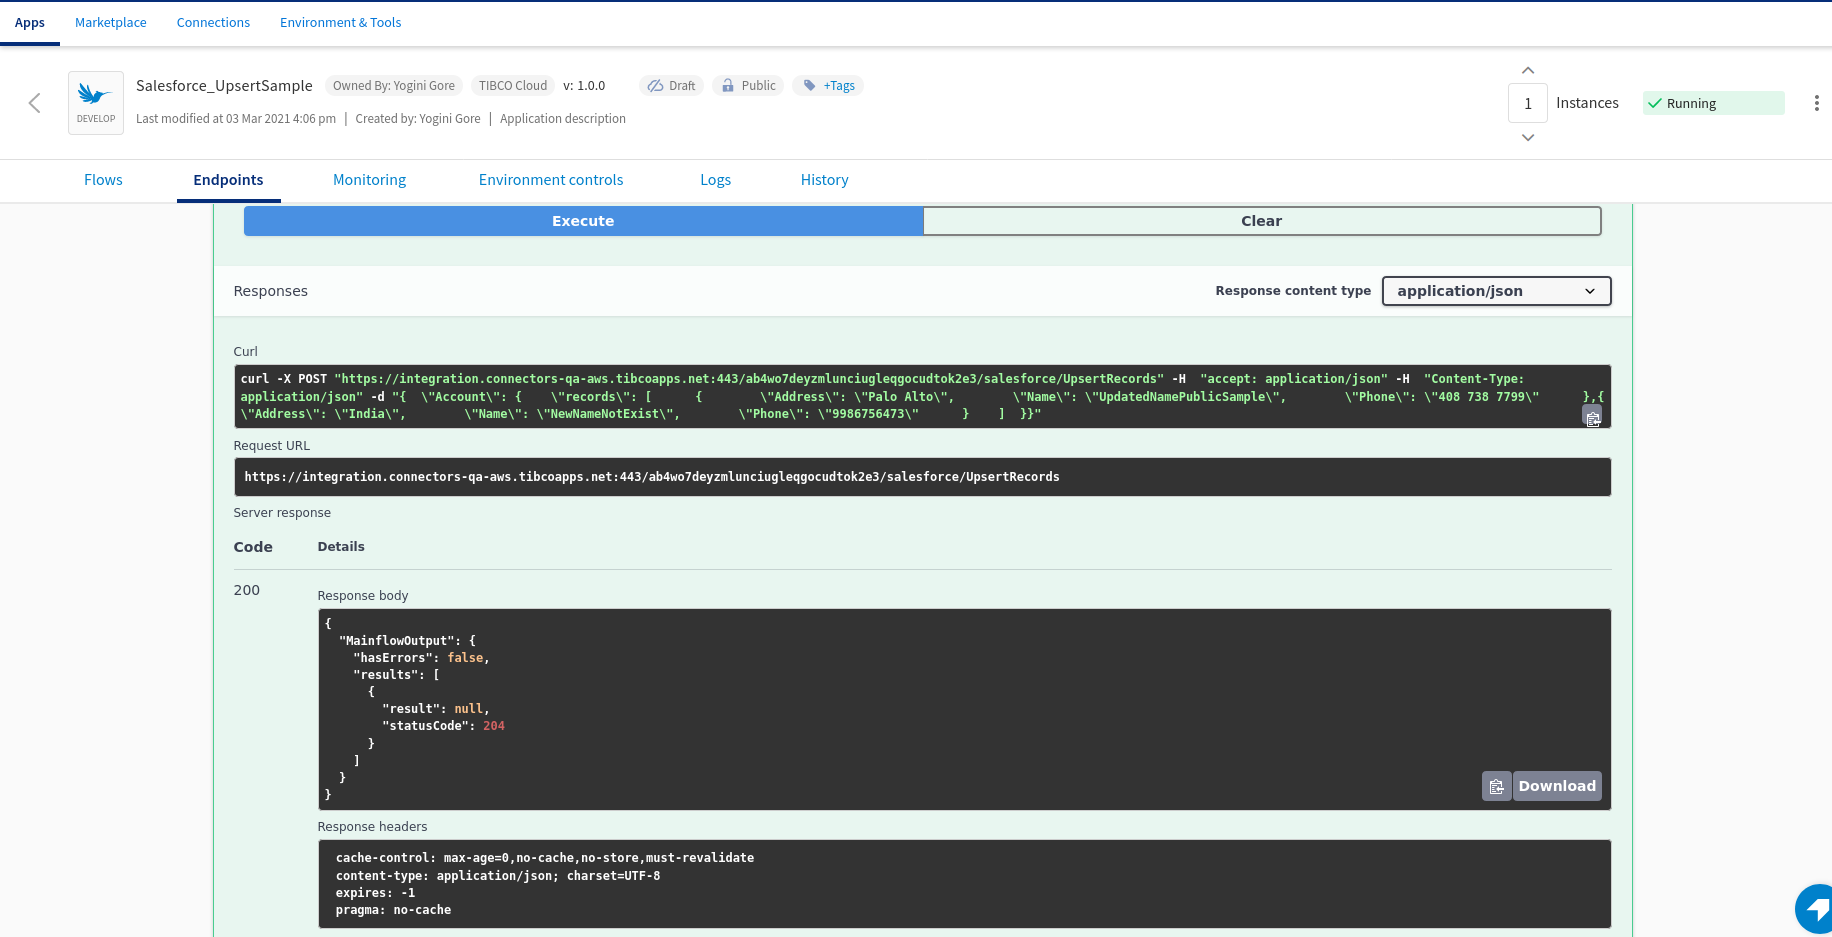 Apps Marketplace Connections Environment & Tools
Salesforce_UpsertSample Owned By: Yogini Gore TIBCO Cloud v: 1.0.0 Draft Public +Tags
DEVELOP
Last modified at 03 Mar 2021 4:06 pm | Created by: Yogini Gore | Application description
1 Instances Running
Flows Endpoints Monitoring Environment controls Logs History
Execute Clear
Responses Response content type application/json
Curl
curl -X POST "https://integration.connectors-qa-aws.tibcoapps.net:443/ab4wo7deyzmlunciugleqgocudtok2e3/salesforce/UpsertRecords" -H "accept: application/json" -H "Content-Type:
application/json" -d "{ \"Account\": { \"records\": [ { \"Address\": \"Palo Alto\", \"Name\": \"UpdatedNamePublicSample\", \"Phone\": \"408 738 7799\" },{
\"Address\": \"India\", \"Name\": \"NewNameNotExist\", \"Phone\": \"9986756473\" } ] }}"
Request URL
https://integration.connectors-qa-aws.tibcoapps.net:443/ab4wo7deyzmlunciugleqgocudtok2e3/salesforce/UpsertRecords
Server response
Code Details
200
Response body
{
"MainflowOutput": {
"hasErrors": false,
"results": [
{
"result": null,
"statusCode": 204
}
]
}
}
Download
Response headers
cache-control: max-age=0,no-cache,no-store,must-revalidate
content-type: application/json; charset=UTF-8
expires: -1
pragma: no-cache